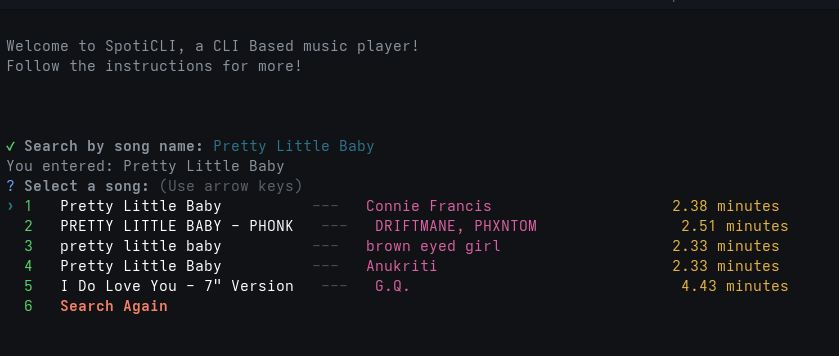 Welcome to SpotiCLI, a CLI Based music player!
Follow the instructions for more!
✓ Search by song name: Pretty Little Baby
You entered: Pretty Little Baby
? Select a song: (Use arrow keys)
› 1 Pretty Little Baby --- Connie Francis 2.38 minutes
2 PRETTY LITTLE BABY - PHONK --- DRIFTMANE, PHXNTOM 2.51 minutes
3 pretty little baby --- brown eyed girl 2.33 minutes
4 Pretty Little Baby --- Anukriti 2.33 minutes
5 I Do Love You - 7" Version --- G.Q. 4.43 minutes
6 Search Again